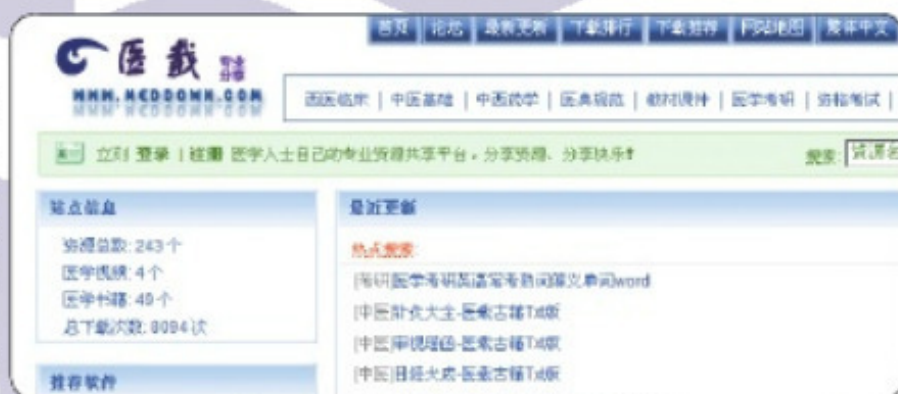 首页 论坛 最新更新 下载排行 下载推荐 网站地图 繁体中文
医载
WWW.MEDDOWN.COM
西医临床 | 中医基础 | 中西药学 | 医典规范 | 教材课件 | 医学考研 | 资格考试 |
立刻 登录 | 注册 医学人士自己的专业资源共享平台，分享资源、分享快乐!
搜索: 资源名
站点信息
资源总数: 243 个
医学视频: 4 个
医学书籍: 49 个
总下载次数: 8094 次
推荐软件
最近更新
热点搜索:
[考研]医学考研英语常考熟词僻义单词word
[中医]针灸大全-医载古籍Txt版
[中医]审视瑶函-医载古籍Txt版
[中医]目经大成-医载古籍Txt版